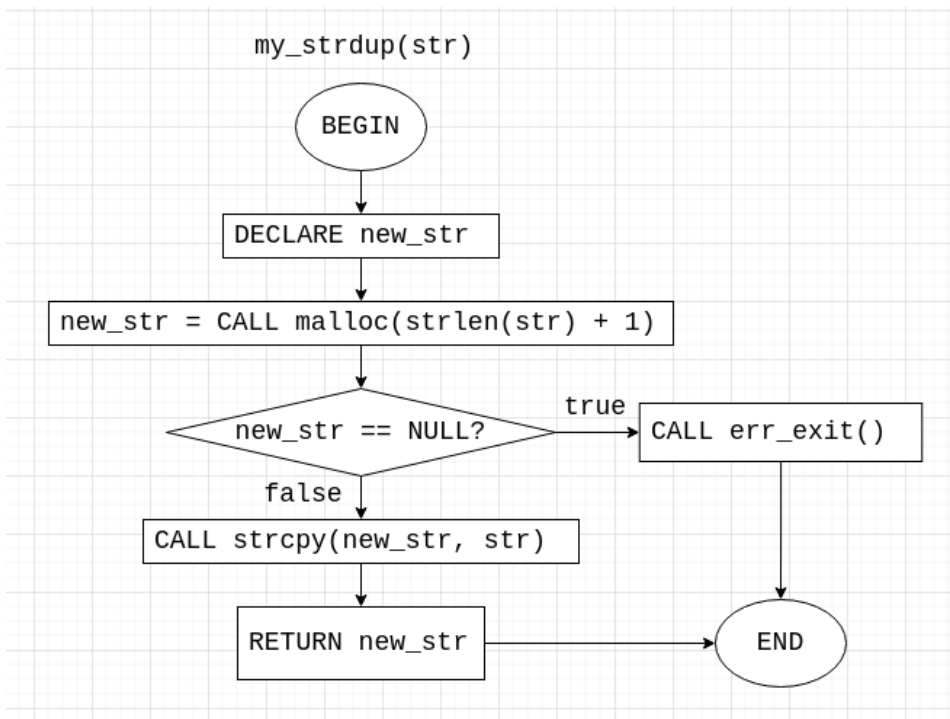 my_strdup(str)
BEGIN
DECLARE new_str
new_str = CALL malloc(strlen(str) + 1)
new_str == NULL?
true
CALL err_exit()
false
CALL strcpy(new_str, str)
RETURN new_str
END